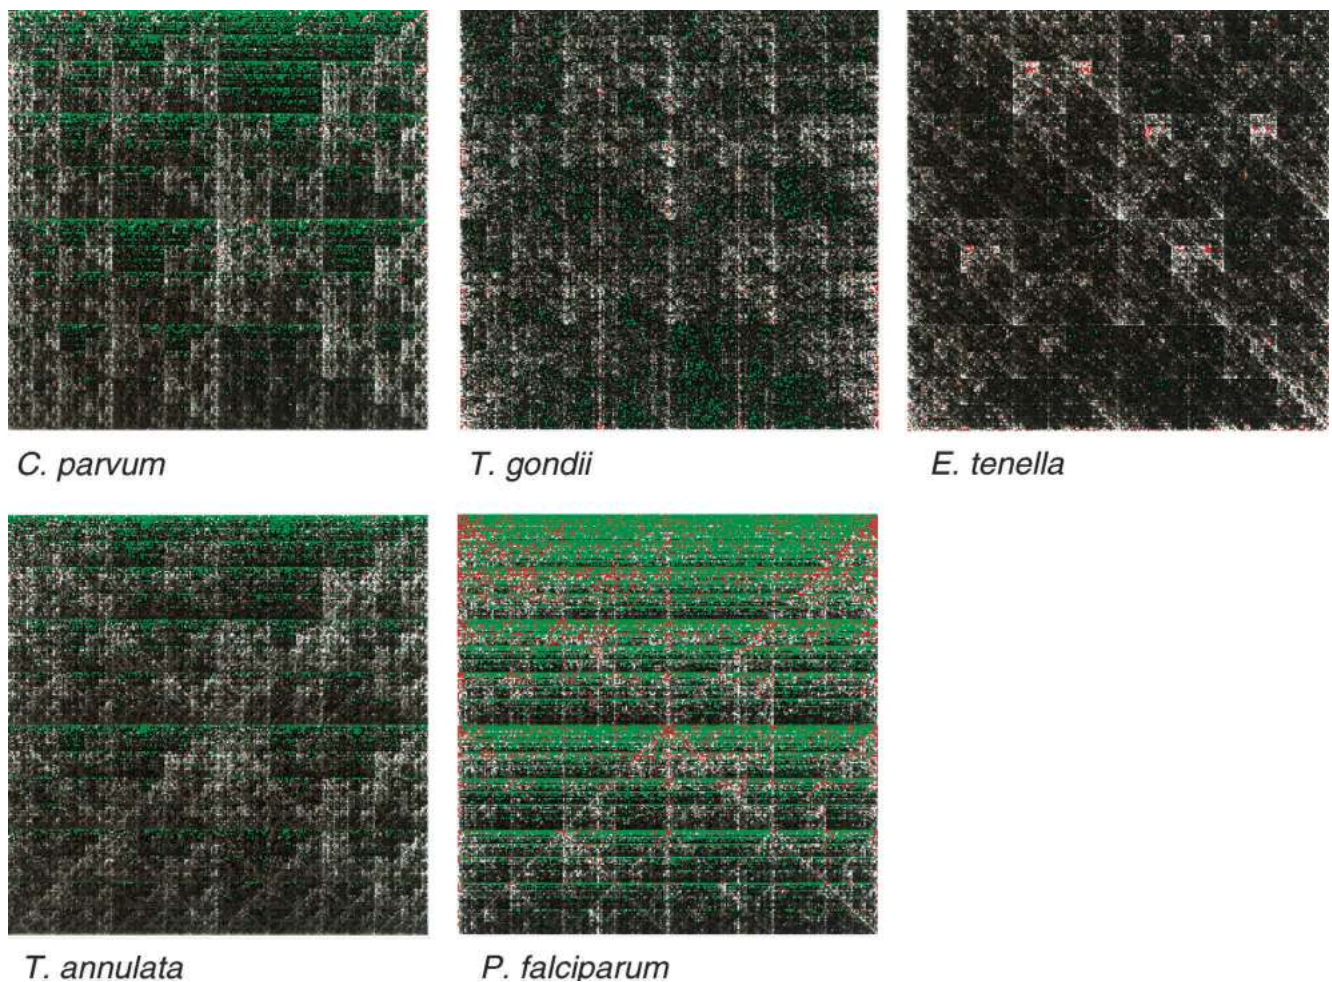 C. parvum
T. gondii
E. tenella
T. annulata
P. falciparum